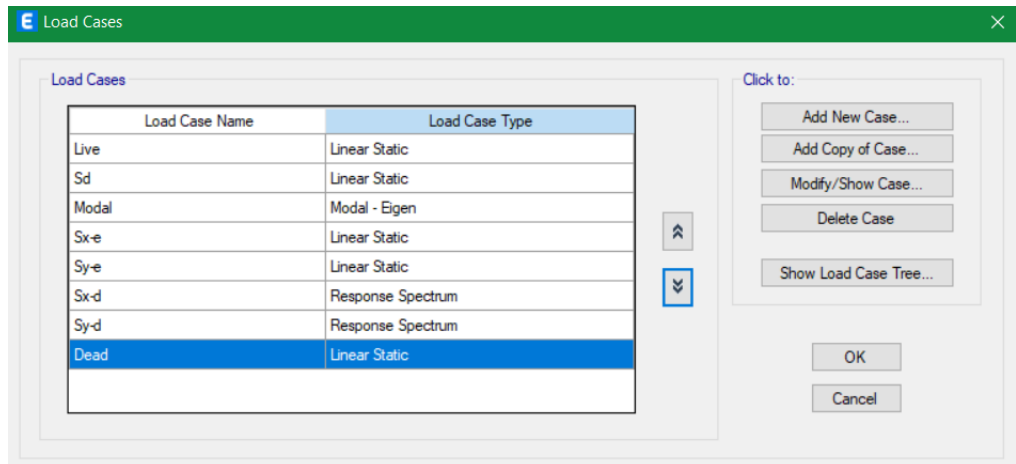 E Load Cases
Load Cases
Click to:
Load Case Name Load Case Type
Live Linear Static
Sd Linear Static
Modal Modal - Eigen
Sx-e Linear Static
Sy-e Linear Static
Sx-d Response Spectrum
Sy-d Response Spectrum
Dead Linear Static
Add New Case...
Add Copy of Case...
Modify/Show Case...
Delete Case
Show Load Case Tree...
OK
Cancel